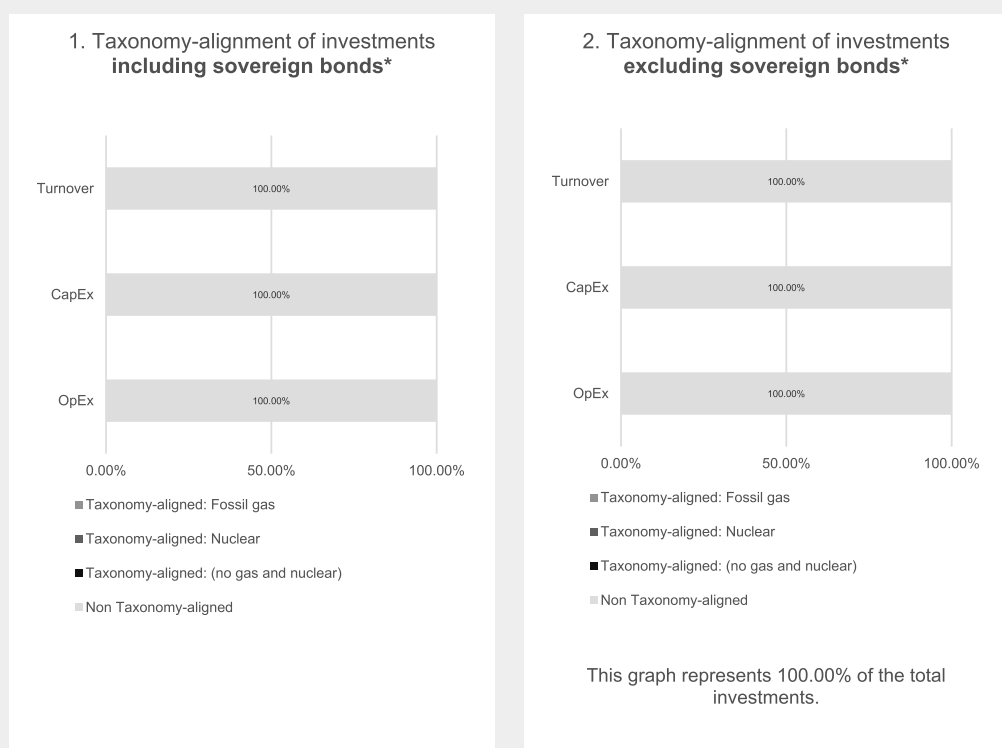 1. Taxonomy-alignment of investments
including sovereign bonds*
Turnover
100.00%
CapEx
100.00%
OpEx
100.00%
0.00%
50.00%
100.00%
Taxonomy-aligned: Fossil gas
Taxonomy-aligned: Nuclear
Taxonomy-aligned: (no gas and nuclear)
Non Taxonomy-aligned
2. Taxonomy-alignment of investments
excluding sovereign bonds*
Turnover
100.00%
CapEx
100.00%
OpEx
100.00%
0.00%
50.00%
100.00%
Taxonomy-aligned: Fossil gas
Taxonomy-aligned: Nuclear
Taxonomy-aligned: (no gas and nuclear)
Non Taxonomy-aligned
This graph represents 100.00% of the total
investments.